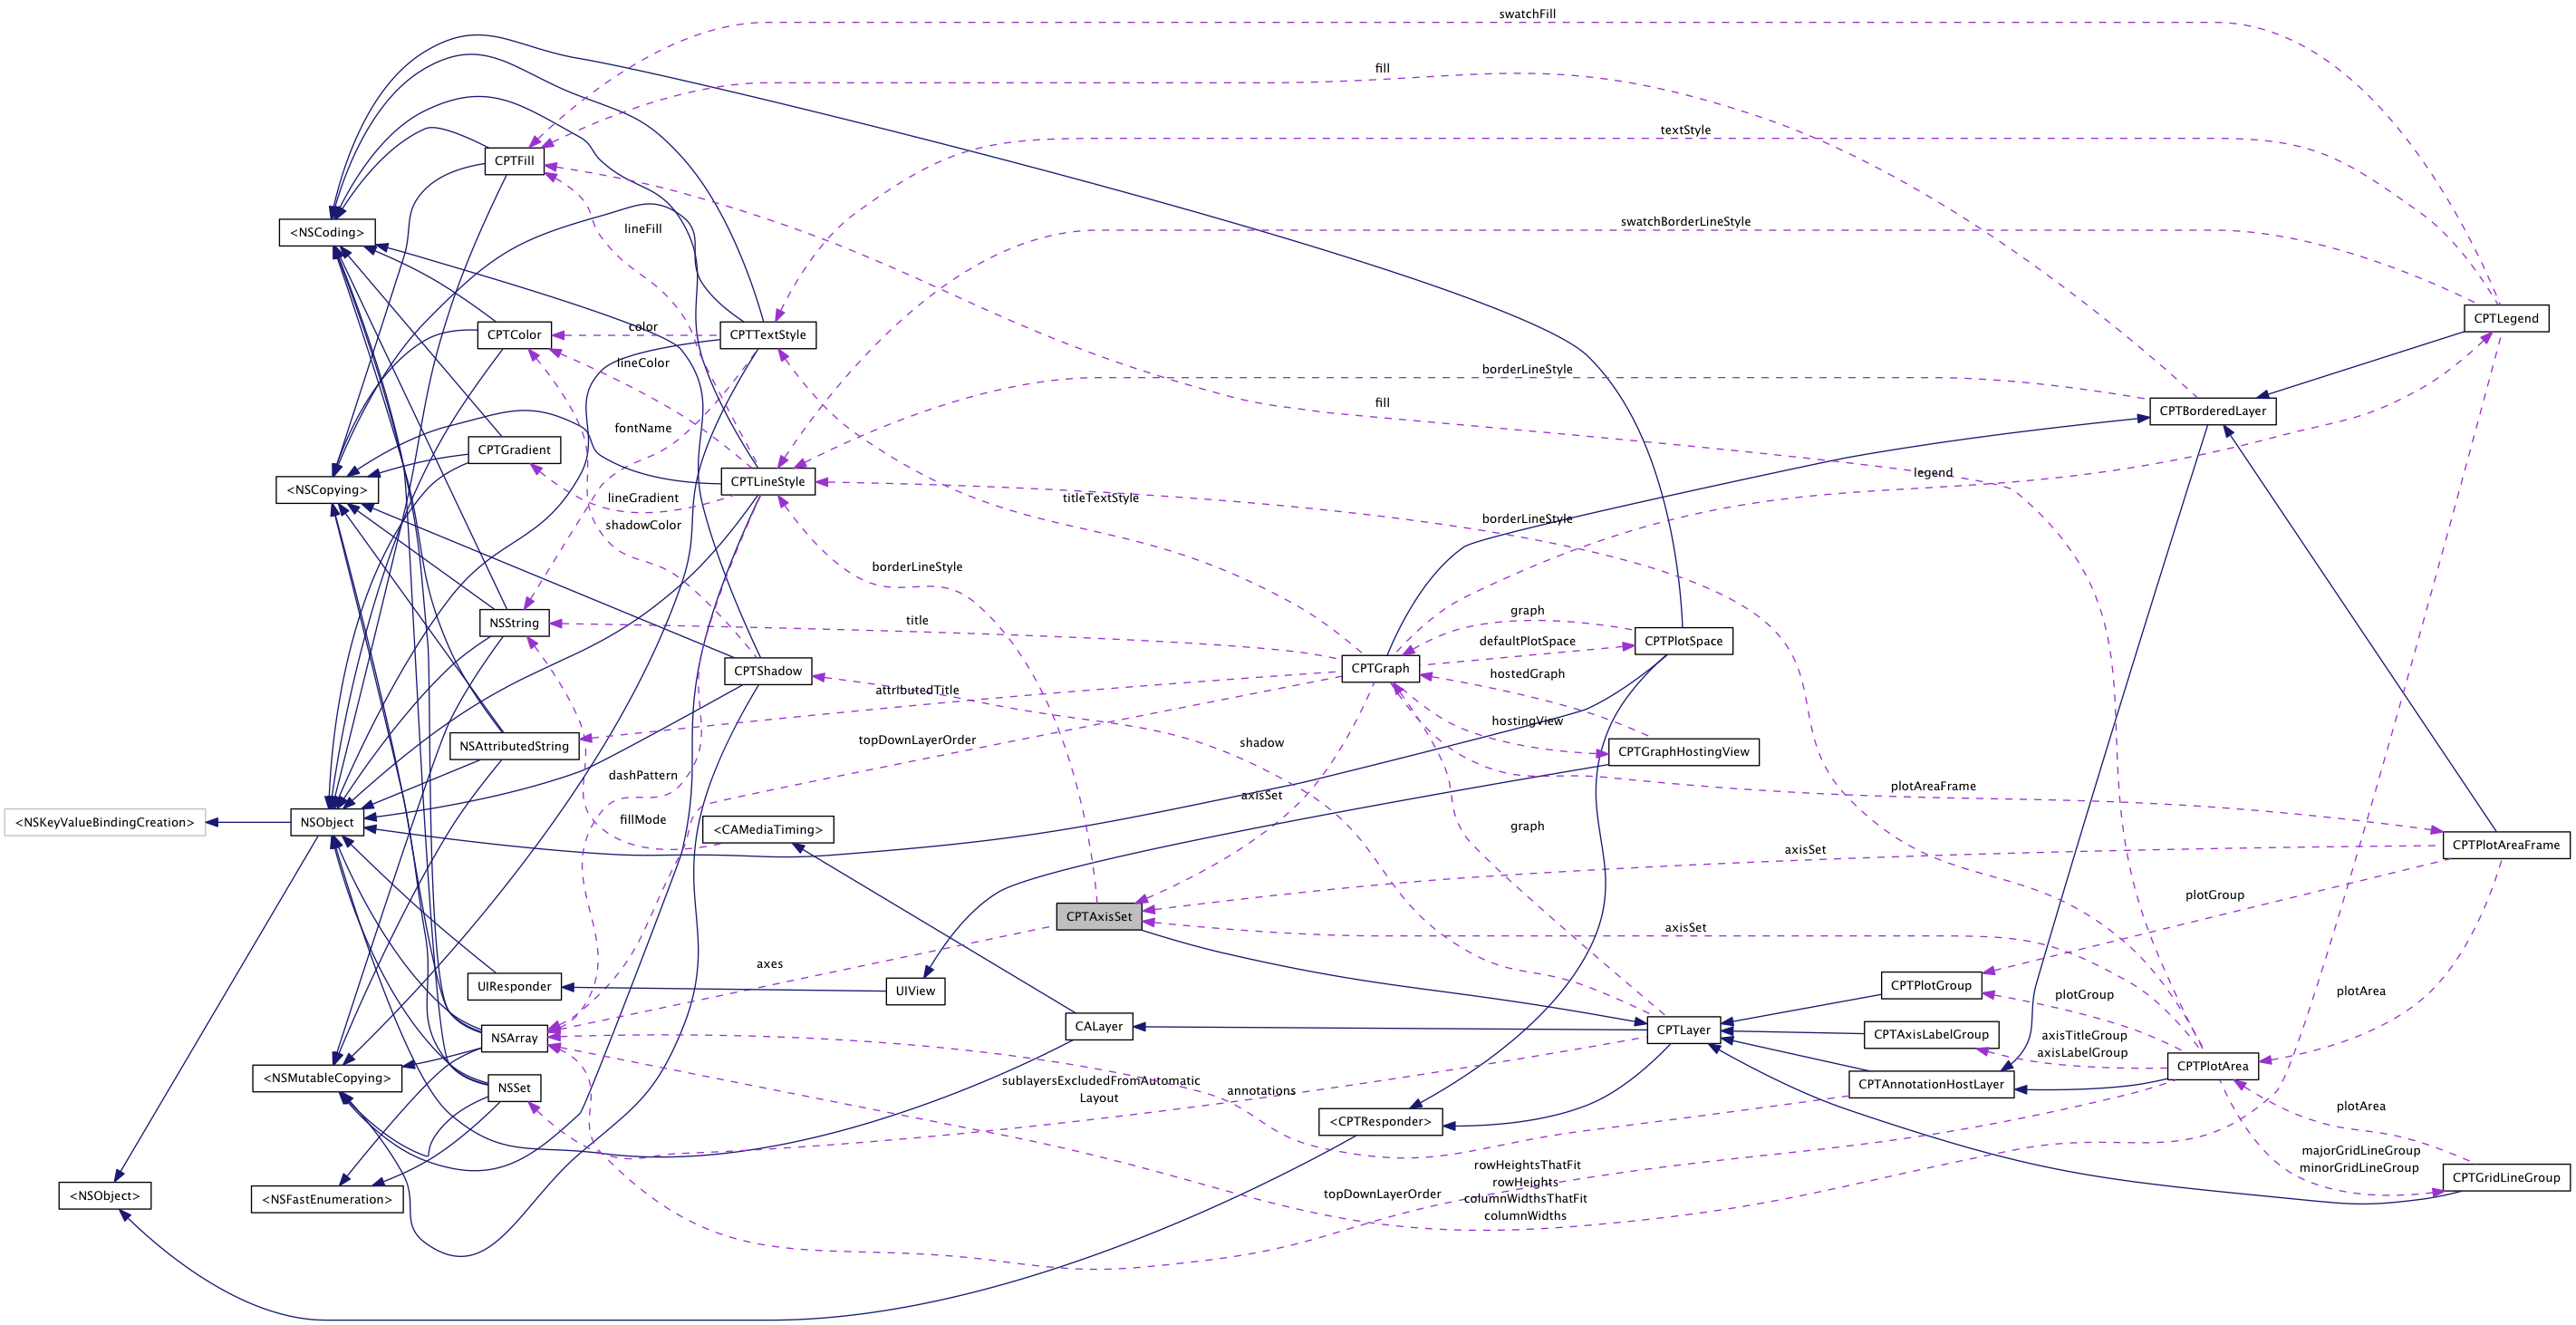 swatchFill
fill
textStyle
CPTFill
swatchBorderLineStyle
<NSCoding>
lineFill
CPTLegend
CPTColor
color
CPTTextStyle
lineColor
borderLineStyle
fill
CPTBorderedLayer
fontName
CPTGradient
legend
<NSCopying>
CPTLineStyle
lineGradient
titleTextStyle
shadowColor
borderLineStyle
borderLineStyle
graph
NSString
title
defaultPlotSpace
CPTPlotSpace
CPTShadow
CPTGraph
hostedGraph
attributedTitle
hostingView
NSAttributedString
topDownLayerOrder
shadow
CPTGraphHostingView
dashPattern
axisSet
plotAreaFrame
<NSKeyValueBindingCreation>
NSObject
fillMode
<CAMediaTiming>
graph
axisSet
CPTPlotAreaFrame
plotGroup
CPTAxisSet
axisSet
axes
UIResponder
UIView
CPTPlotGroup
plotGroup
plotArea
NSArray
CALayer
CPTLayer
CPTAxisLabelGroup
axisTitleGroup
axisLabelGroup
CPTPlotArea
<NSMutableCopying>
NSSet
sublayersExcludedFromAutomatic
Layout
annotations
CPTAnnotationHostLayer
<CPTResponder>
plotArea
majorGridLineGroup
minorGridLineGroup
CPTGridLineGroup
<NSObject>
<NSFastEnumeration>
topDownLayerOrder
rowHeightsThatFit
rowHeights
columnWidthsThatFit
columnWidths